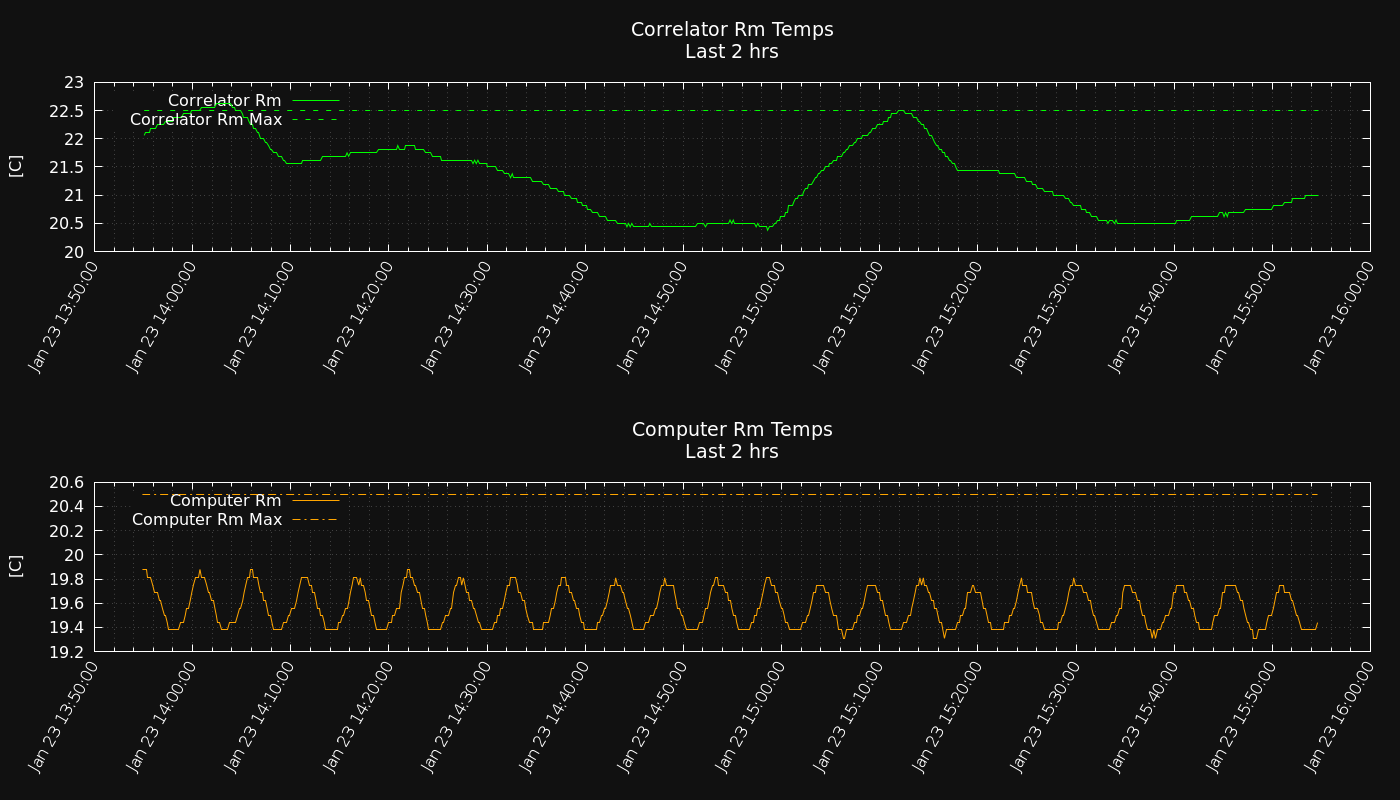 Correlator Rm Temps
Last 2 hrs
23
22.5
22
21.5
21
20.5
20
[C]
Correlator Rm
Correlator Rm Max
Jan 23 13:50:00
Jan 23 14:00:00
Jan 23 14:10:00
Jan 23 14:20:00
Jan 23 14:30:00
Jan 23 14:40:00
Jan 23 14:50:00
Jan 23 15:00:00
Jan 23 15:10:00
Jan 23 15:20:00
Jan 23 15:30:00
Jan 23 15:40:00
Jan 23 15:50:00
Jan 23 16:00:00
Computer Rm Temps
Last 2 hrs
20.6
20.4
20.2
20
19.8
19.6
19.4
19.2
[C]
Computer Rm
Computer Rm Max
Jan 23 13:50:00
Jan 23 14:00:00
Jan 23 14:10:00
Jan 23 14:20:00
Jan 23 14:30:00
Jan 23 14:40:00
Jan 23 14:50:00
Jan 23 15:00:00
Jan 23 15:10:00
Jan 23 15:20:00
Jan 23 15:30:00
Jan 23 15:40:00
Jan 23 15:50:00
Jan 23 16:00:00